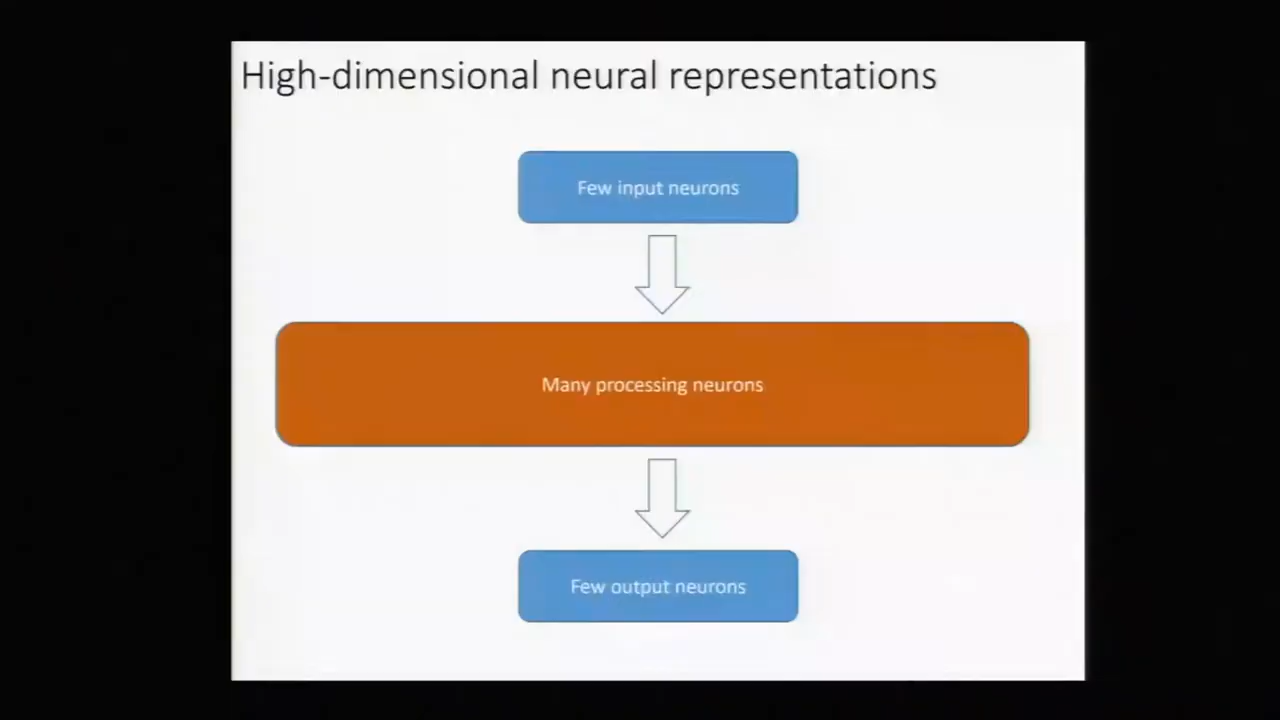 High-dimensional neural representations
Few input neurons
Many processing neurons
Few output neurons